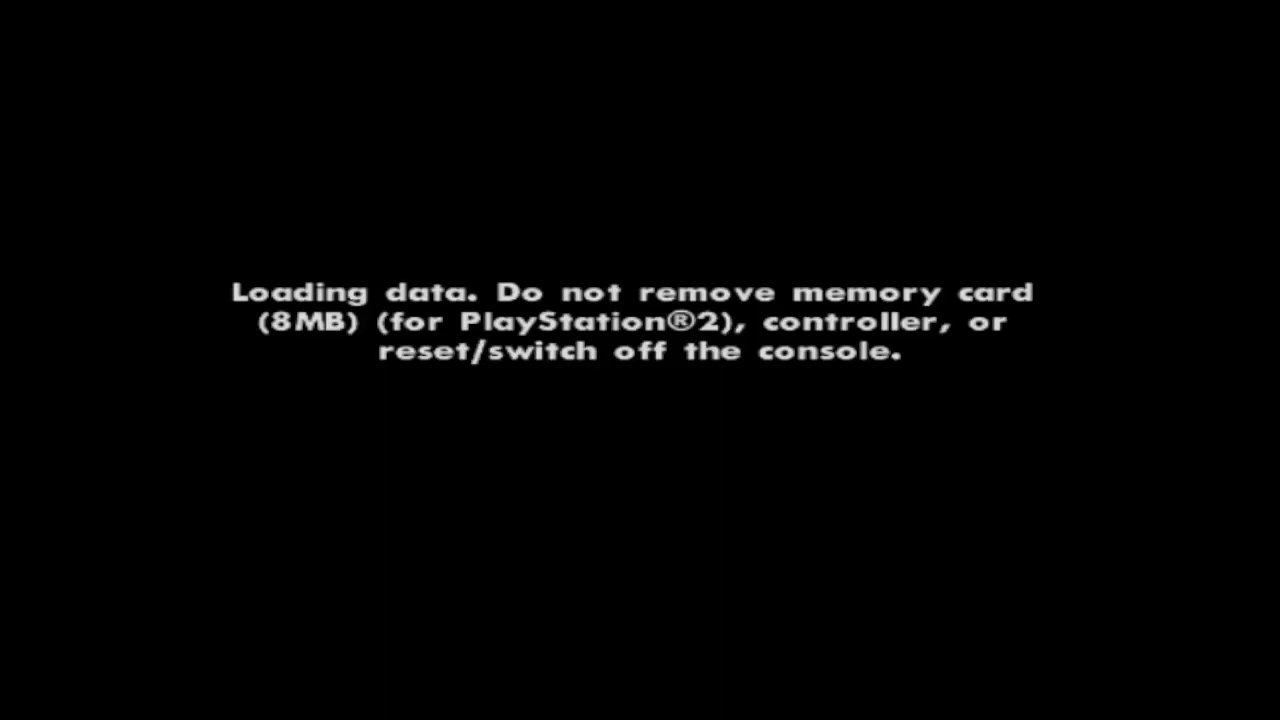 Loading data. Do not remove memory card
(8MB) (for PlayStation®2), controller, or
reset/switch off the console.